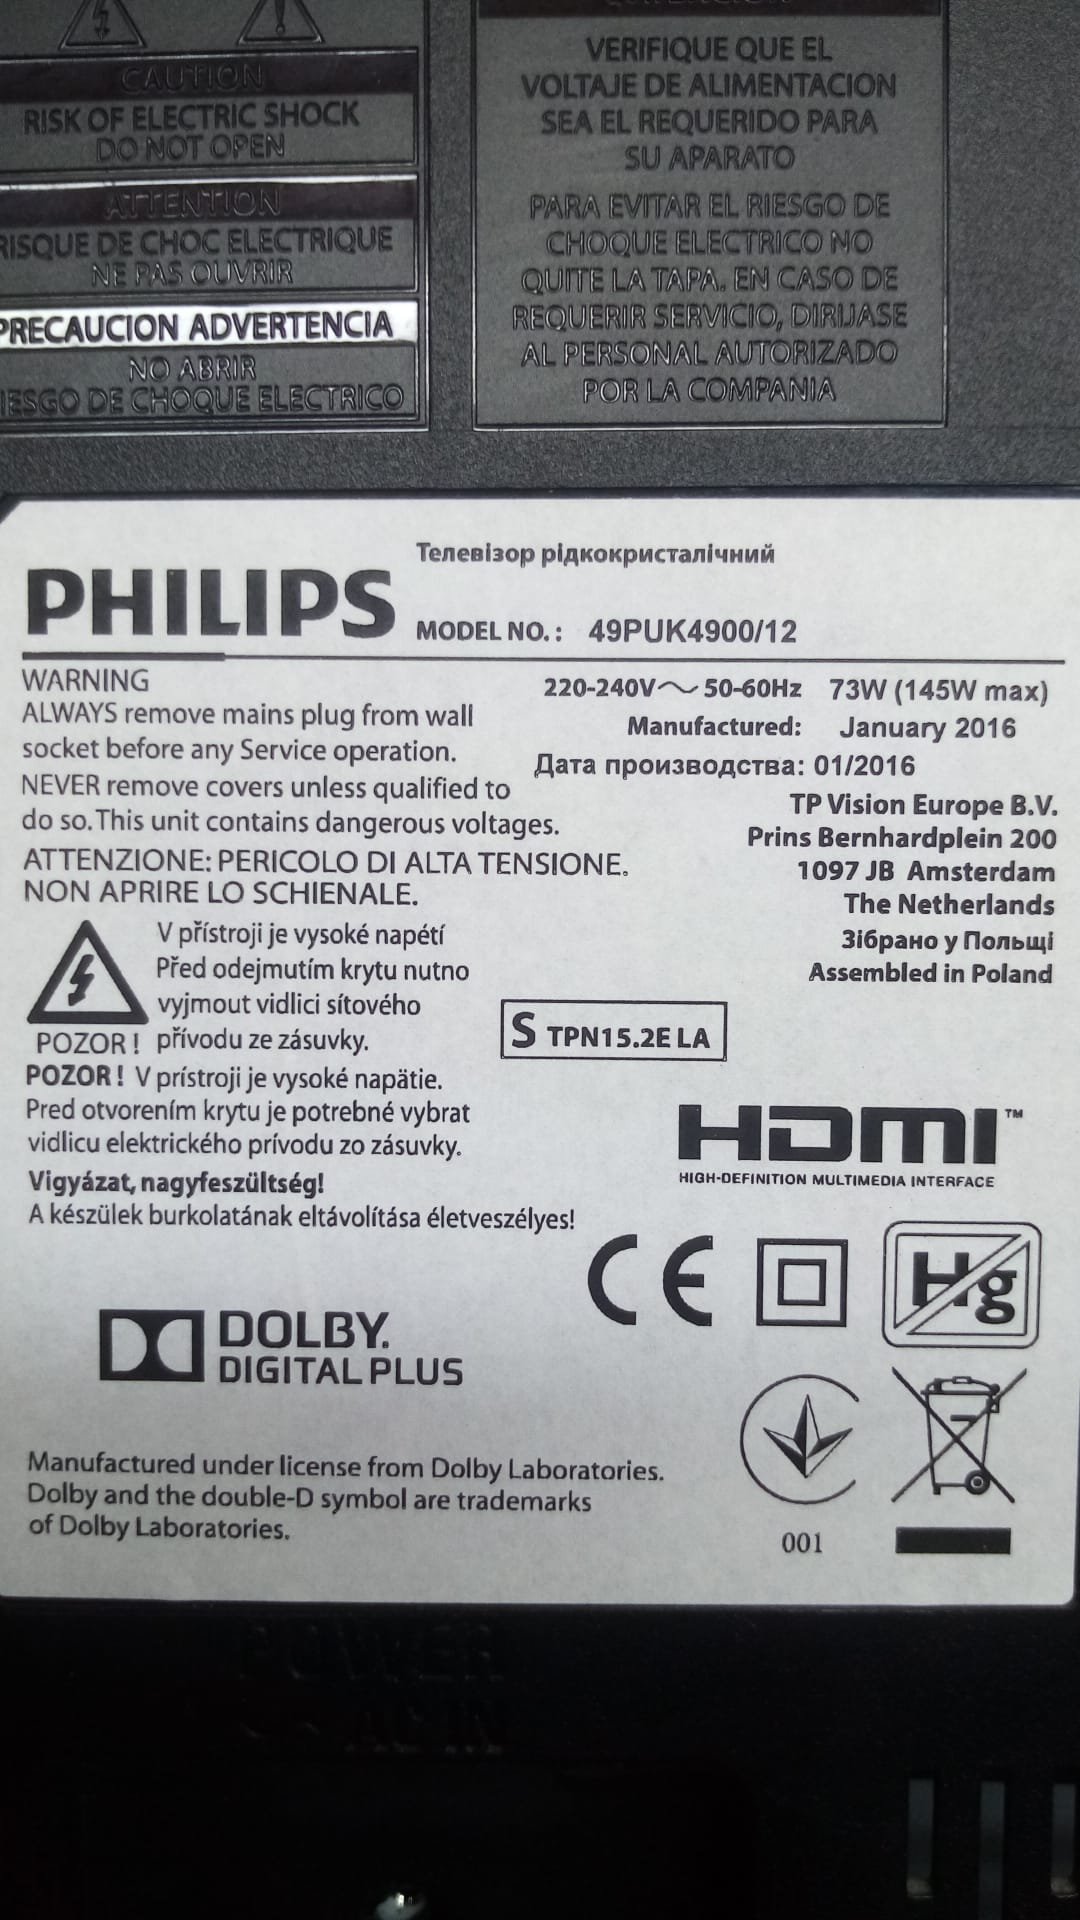 CAUTION
RISK OF ELECTRIC SHOCK
DO NOT OPEN
ATTENTION
RISQUE DE CHOC ELECTRIQUE
NE PAS OUVRIR
PRECAUCION ADVERTENCIA
NO ABRIR
RIESGO DE CHOQUE ELECTRICO
VERIFIQUE QUE EL
VOLTAJE DE ALIMENTACION
SEA EL REQUERIDO PARA
SU APARATO
PARA EVITAR EL RIESGO DE
CHOQUE ELECTRICO NO
QUITE LA TAPA. EN CASO DE
REQUERIR SERVICIO, DIRIJASE
AL PERSONAL AUTORIZADO
POR LA COMPANIA
Телевізор рідкокристалічний
PHILIPS
MODEL NO.: 49PUK4900/12
WARNING
ALWAYS remove mains plug from wall
socket before any Service operation.
NEVER remove covers unless qualified to
do so. This unit contains dangerous voltages.
ATTENZIONE: PERICOLO DI ALTA TENSIONE.
NON APRIRE LO SCHIENALE.
220-240V~ 50-60Hz 73W (145W max)
Manufactured: January 2016
Дата производства: 01/2016
TP Vision Europe B.V.
Prins Bernhardplein 200
1097 JB Amsterdam
The Netherlands
Зібрано у Польщі
Assembled in Poland
V přístroji je vysoké napétí
Před odejmutím krytu nutno
vyjmout vidlici sítového
POZOR! přívodu ze zásuvky.
POZOR! V prístroji je vysoké napätie.
Pred otvorením krytu je potrebné vybrat
vidlicu elektrického prívodu zo zásuvky.
Vigyázat, nagyfeszültség!
A készülek burkolatának eltávolítása életveszélyes!
S TPN15.2E LA
HDMI™
HIGH-DEFINITION MULTIMEDIA INTERFACE
CE
Hg
DOLBY.
DIGITAL PLUS
Manufactured under license from Dolby Laboratories.
Dolby and the double-D symbol are trademarks
of Dolby Laboratories.
001
POWER
AC IN